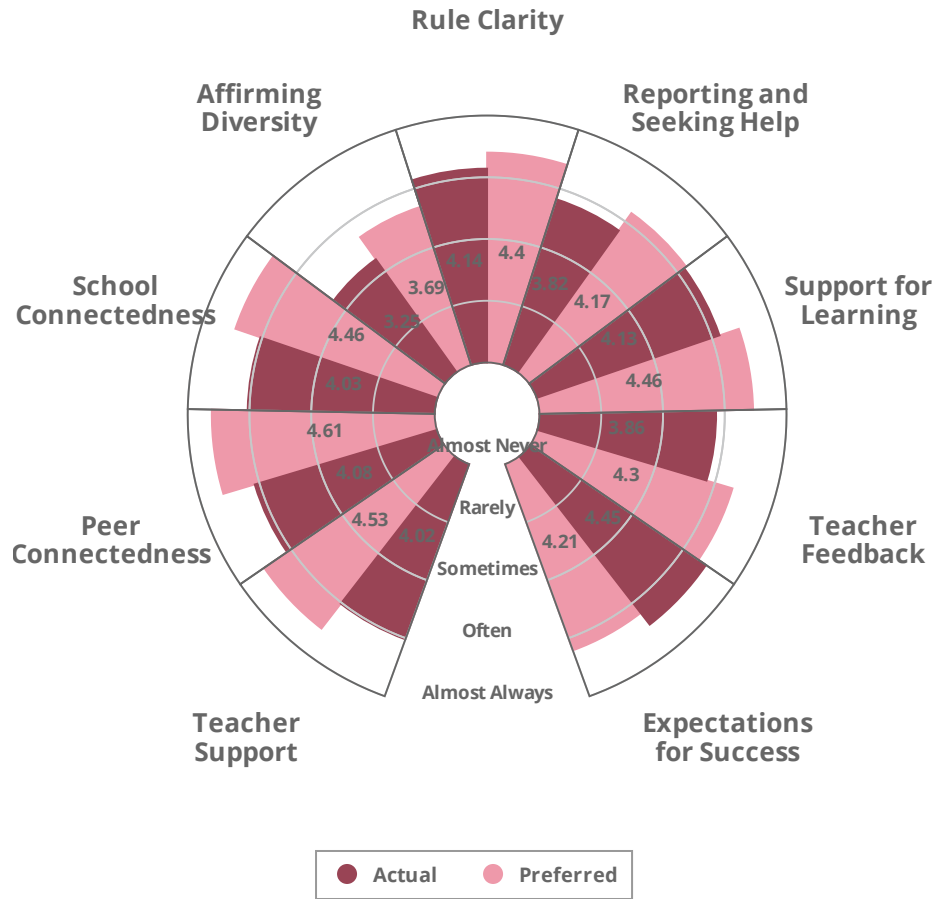 Rule Clarity
Affirming
Diversity
Reporting and
Seeking Help
School
Connectedness
Support for
Learning
Peer
Connectedness
Teacher
Feedback
Teacher
Support
Expectations
for Success
4.14
4.4
3.82
4.17
4.13
4.46
3.86
4.3
4.45
4.21
4.02
4.53
4.08
4.61
4.03
4.46
3.25
3.69
Almost Never
Rarely
Sometimes
Often
Almost Always
Actual
Preferred